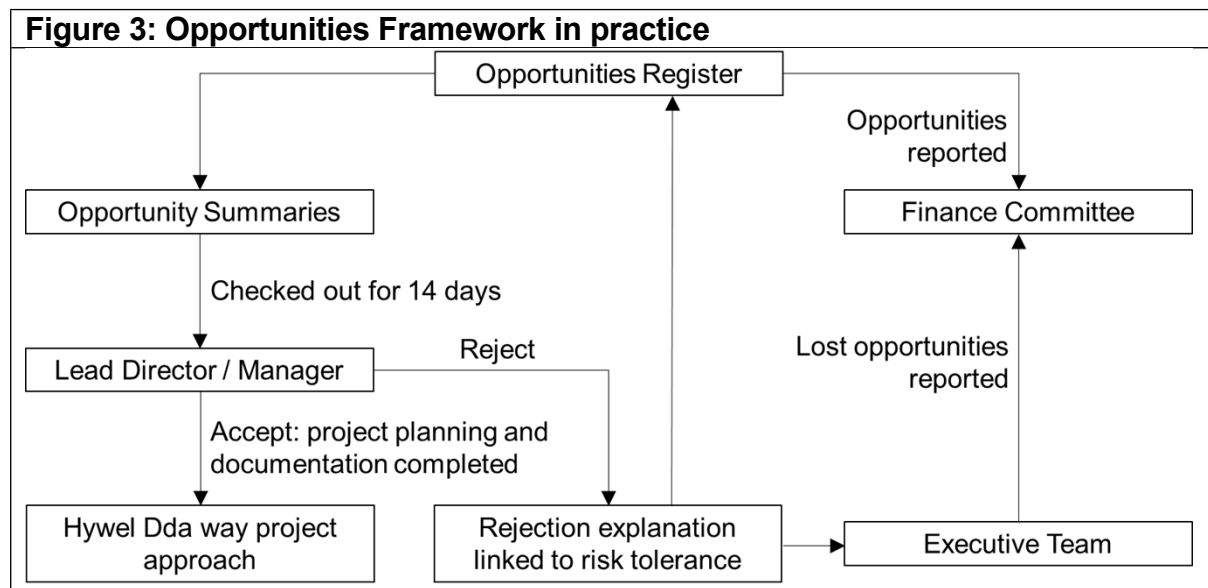 Figure 3: Opportunities Framework in practice
Opportunities Register
Opportunities
reported
Opportunity Summaries
Finance Committee
Checked out for 14 days
Lead Director / Manager
Reject
Lost opportunities
reported
Accept: project planning and
documentation completed
Hywel Dda way project
approach
Rejection explanation
linked to risk tolerance
Executive Team